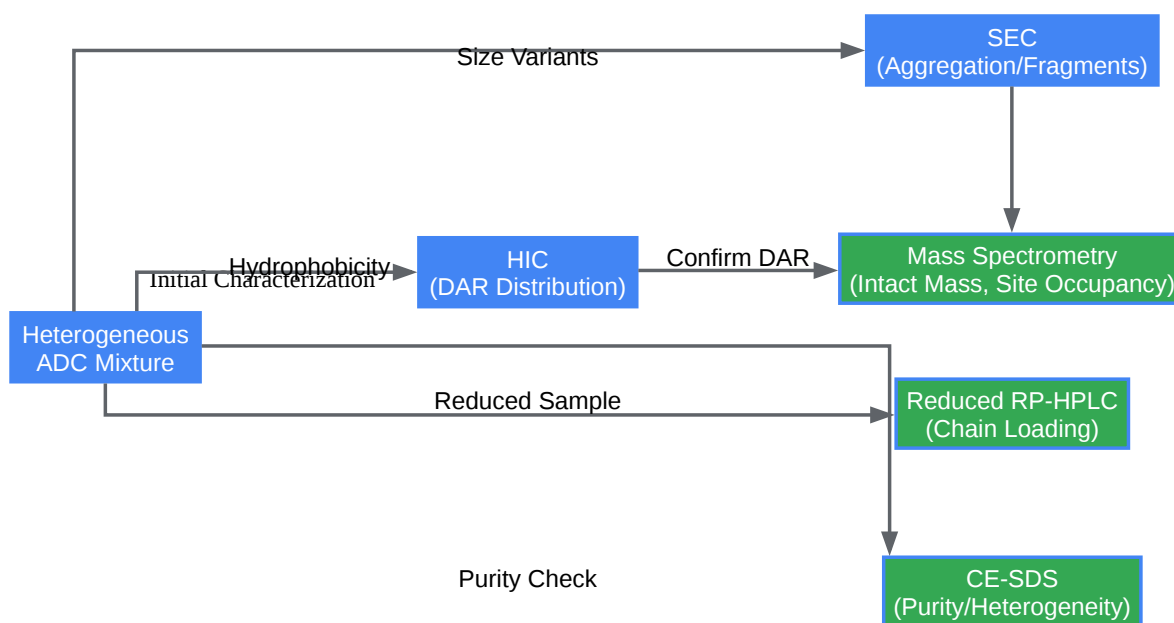 SEC
(Aggregation/Fragments)
Size Variants
Mass Spectrometry
(Intact Mass, Site Occupancy)
HIC
(DAR Distribution)
Confirm DAR
Hydrophobicity
Initial Characterization
Heterogeneous
ADC Mixture
Reduced Sample
Reduced RP-HPLC
(Chain Loading)
Purity Check
CE-SDS
(Purity/Heterogeneity)